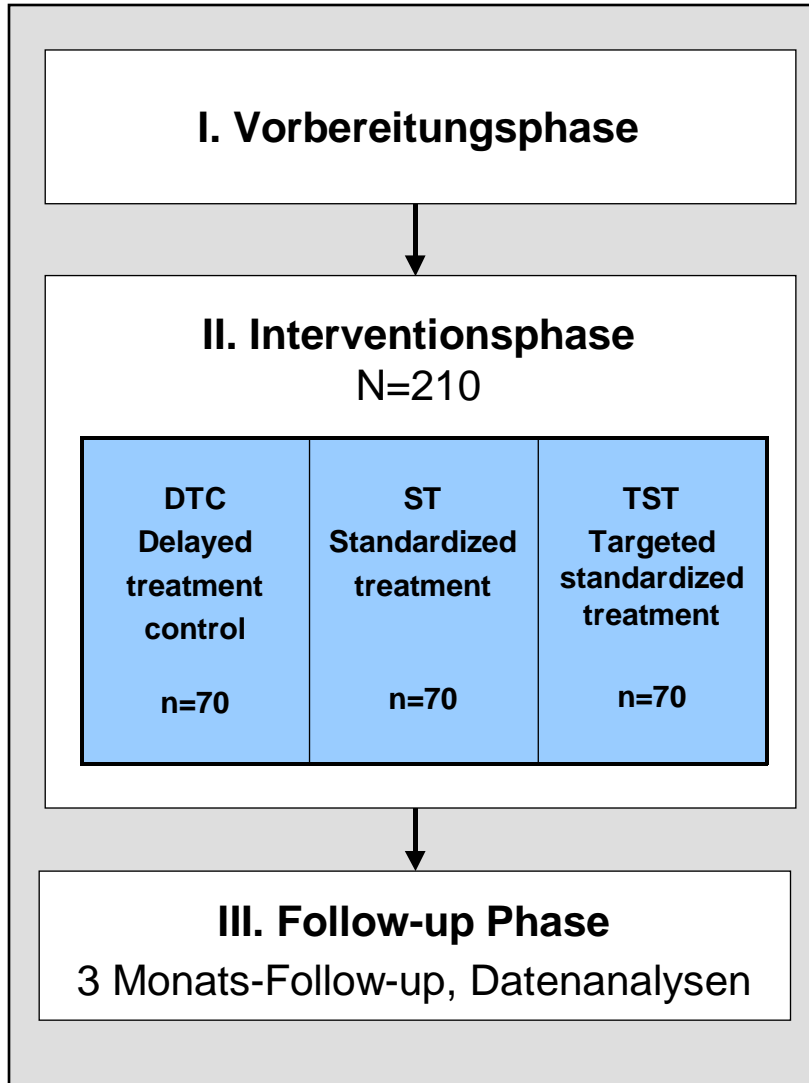 I. Vorbereitungsphase
II. Interventionsphase
N=210
DTC
Delayed
treatment
control
n=70
ST
Standardized
treatment
n=70
TST
Targeted
standardized
treatment
n=70
III. Follow-up Phase
3 Monats-Follow-up, Datenanalysen